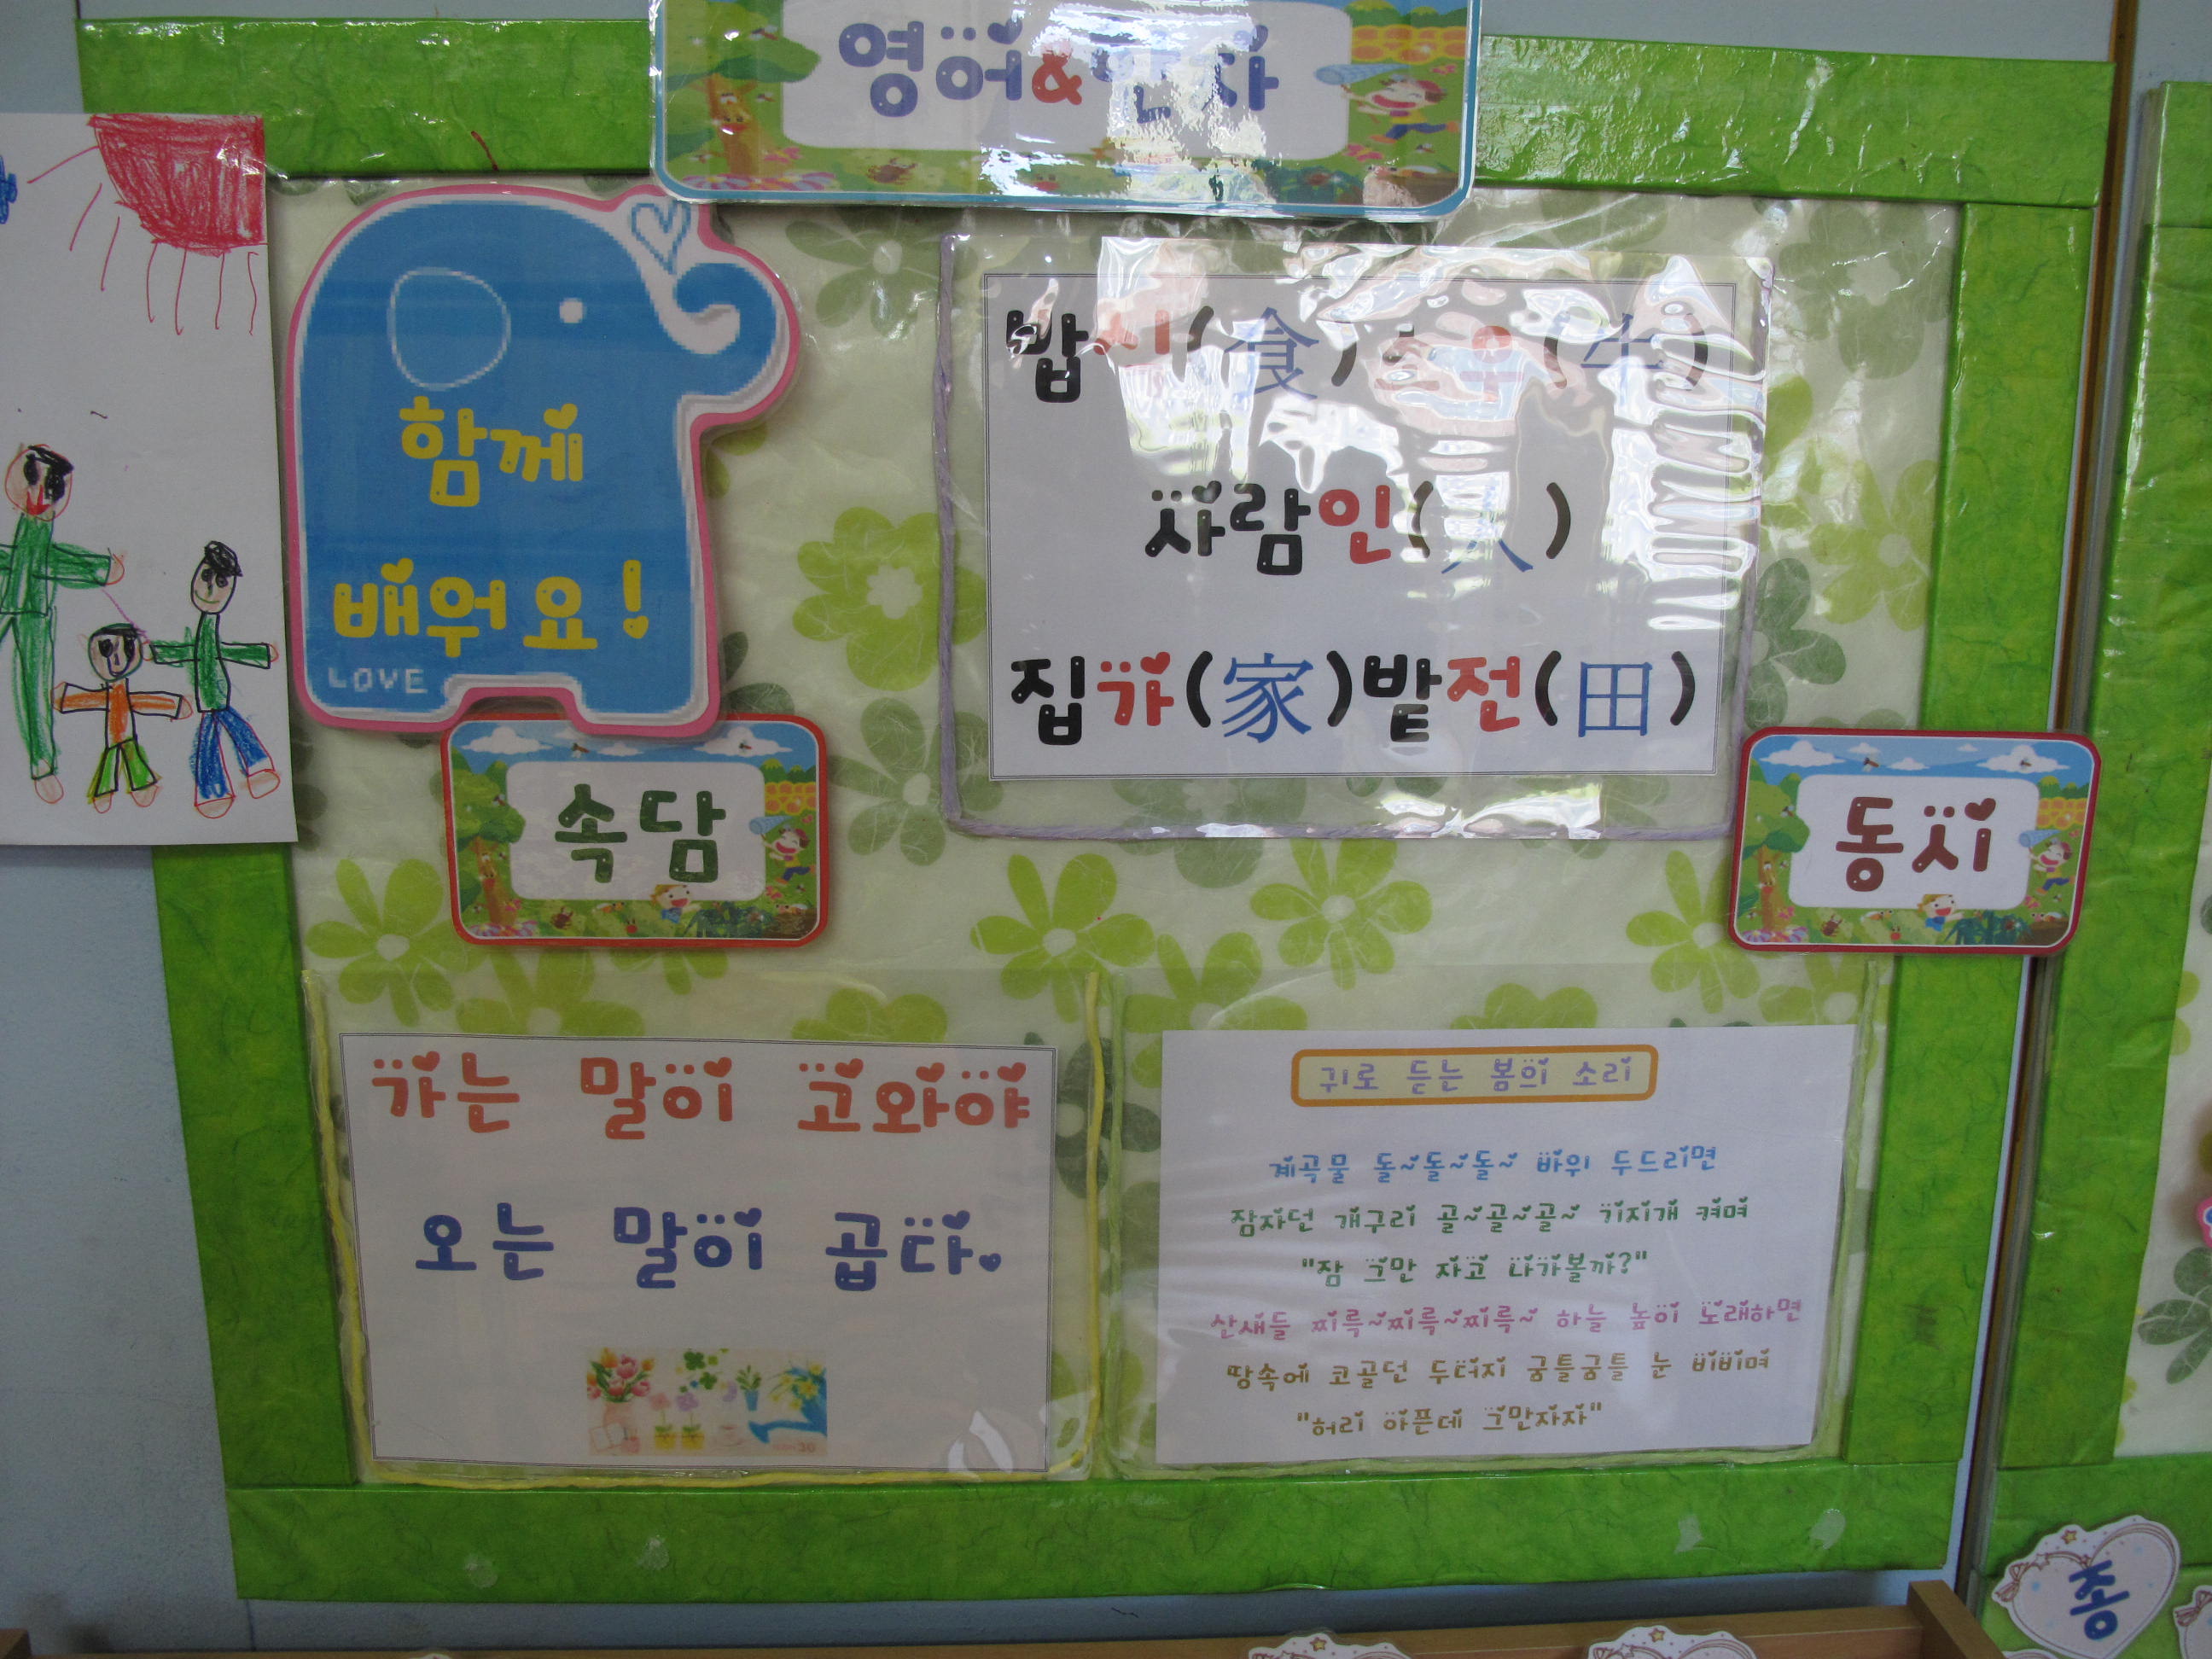 영어&한자
함께
배워요!
LOVE
밥식(食)소우(牛)
사람인(人)
집가(家)밭전(田)
속담
동시
가는 말이 고와야
오는 말이 곱다.
귀로 듣는 봄의 소리
계곡물 돌~돌~돌~ 바위 두드리면
잠자던 개구리 골~골~골~ 기지개 켜며
"잠 그만 자고 나가볼까?"
산새들 찌륵~찌륵~찌륵~ 하늘 높이 노래하면
땅속에 코골던 두더지 굼틀굼틀 눈 비비며
"허리 아픈데 그만자자"
종